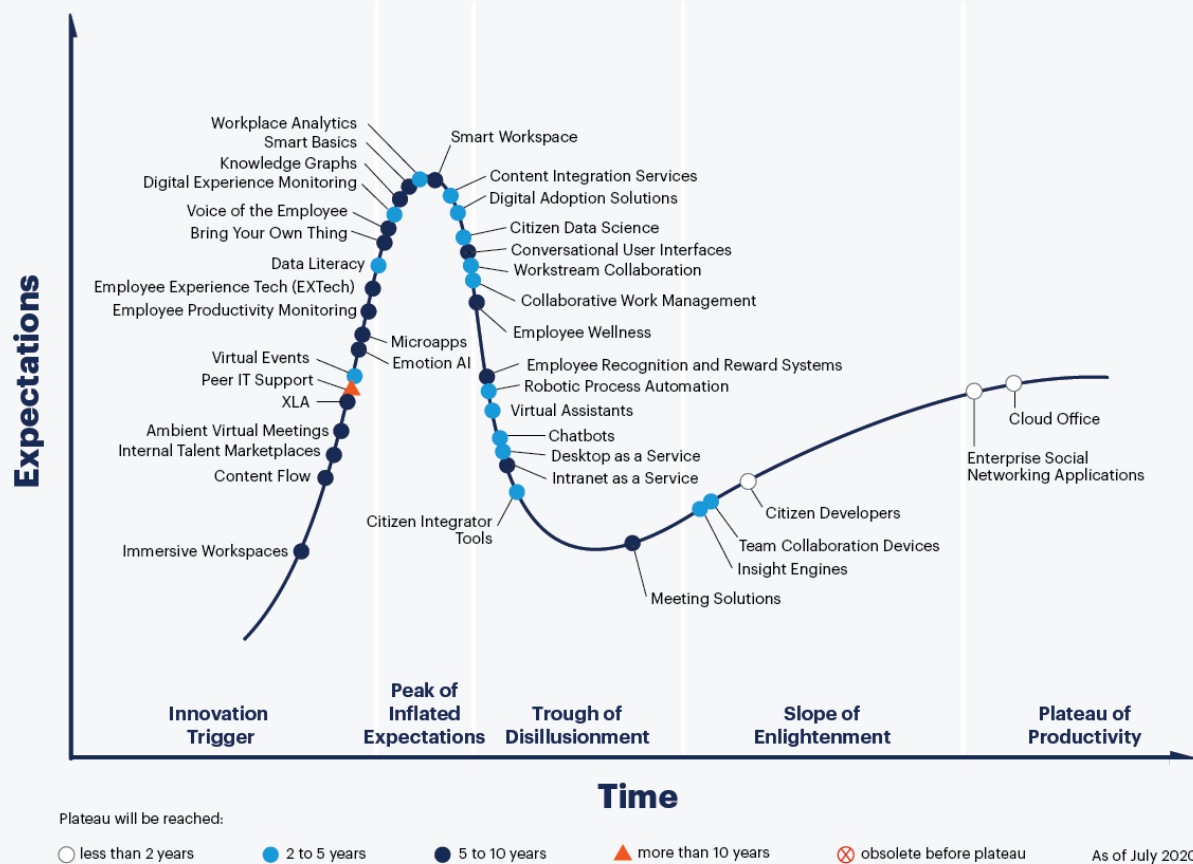 Expectations
Workplace Analytics
Smart Basics
Knowledge Graphs
Digital Experience Monitoring
Voice of the Employee
Bring Your Own Thing
Data Literacy
Employee Experience Tech (EXTech)
Employee Productivity Monitoring
Microapps
Emotion AI
Virtual Events
Peer IT Support
XLA
Ambient Virtual Meetings
Internal Talent Marketplaces
Content Flow
Immersive Workspaces
Smart Workspace
Content Integration Services
Digital Adoption Solutions
Citizen Data Science
Conversational User Interfaces
Workstream Collaboration
Collaborative Work Management
Employee Wellness
Employee Recognition and Reward Systems
Robotic Process Automation
Virtual Assistants
Chatbots
Desktop as a Service
Intranet as a Service
Citizen Integrator
Tools
Meeting Solutions
Insight Engines
Team Collaboration Devices
Citizen Developers
Enterprise Social
Networking Applications
Cloud Office
Innovation
Trigger
Peak of
Inflated
Expectations
Trough of
Disillusionment
Slope of
Enlightenment
Plateau of
Productivity
Time
Plateau will be reached:
less than 2 years
2 to 5 years
5 to 10 years
more than 10 years
obsolete before plateau
As of July 2020